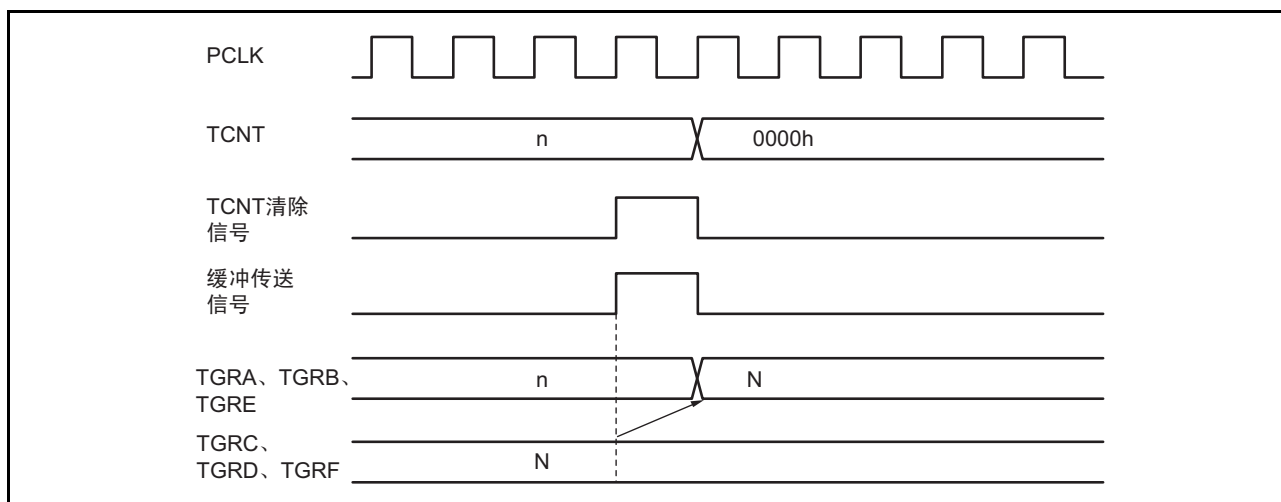 PCLK
TCNT
n
0000h
TCNT清除
信号
缓冲传送
信号
TGRA、TGRB、
TGRE
n
N
TGRC、
TGRD、TGRF
N